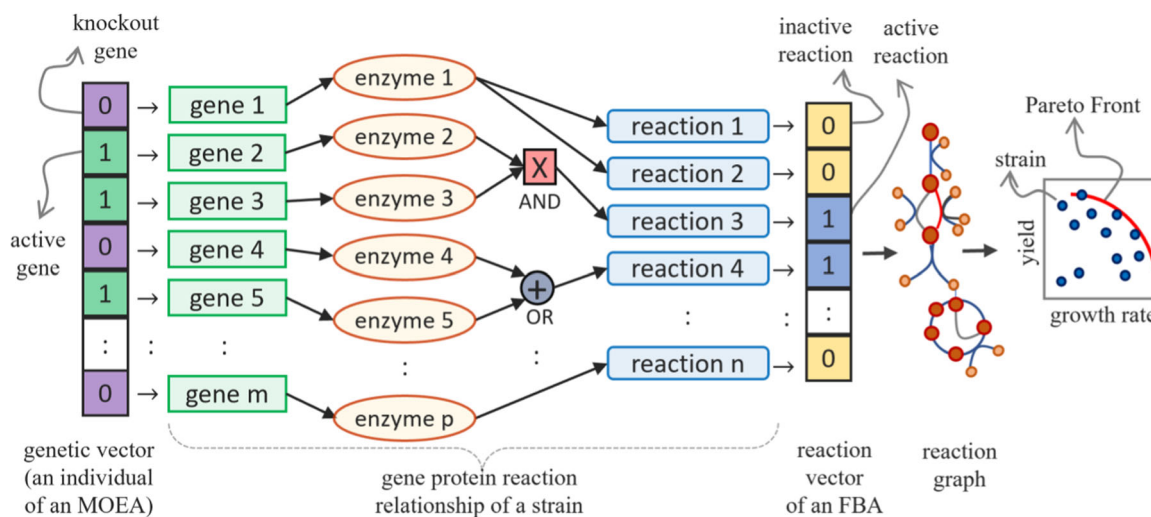 knockout
gene
0
1
1
0
1
:
0
active
gene
gene 1
gene 2
gene 3
gene 4
gene 5
:
:
gene m
enzyme 1
enzyme 2
enzyme 3
enzyme 4
enzyme 5
:
enzyme p
X
AND
+
OR
:
reaction 1
reaction 2
reaction 3
reaction 4
:
:
reaction n
inactive
reaction
active
reaction
0
0
1
1
:
0
Pareto Front
strain
yield
growth rate
genetic vector
(an individual
of an MOEA)
gene protein reaction
relationship of a strain
reaction
vector
of an FBA
reaction
graph